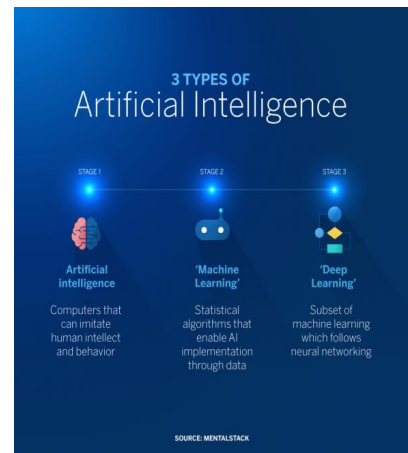 3 TYPES OF
Artificial Intelligence
STAGE 1
STAGE 2
STAGE 3
Artificial
intelligence
Computers that
can imitate
human intellect
and behavior
'Machine
Learning'
Statistical
algorithms that
enable AI
implementation
through data
'Deep
Learning'
Subset of
machine learning
which follows
neural networking
SOURCE: MENTALSTACK